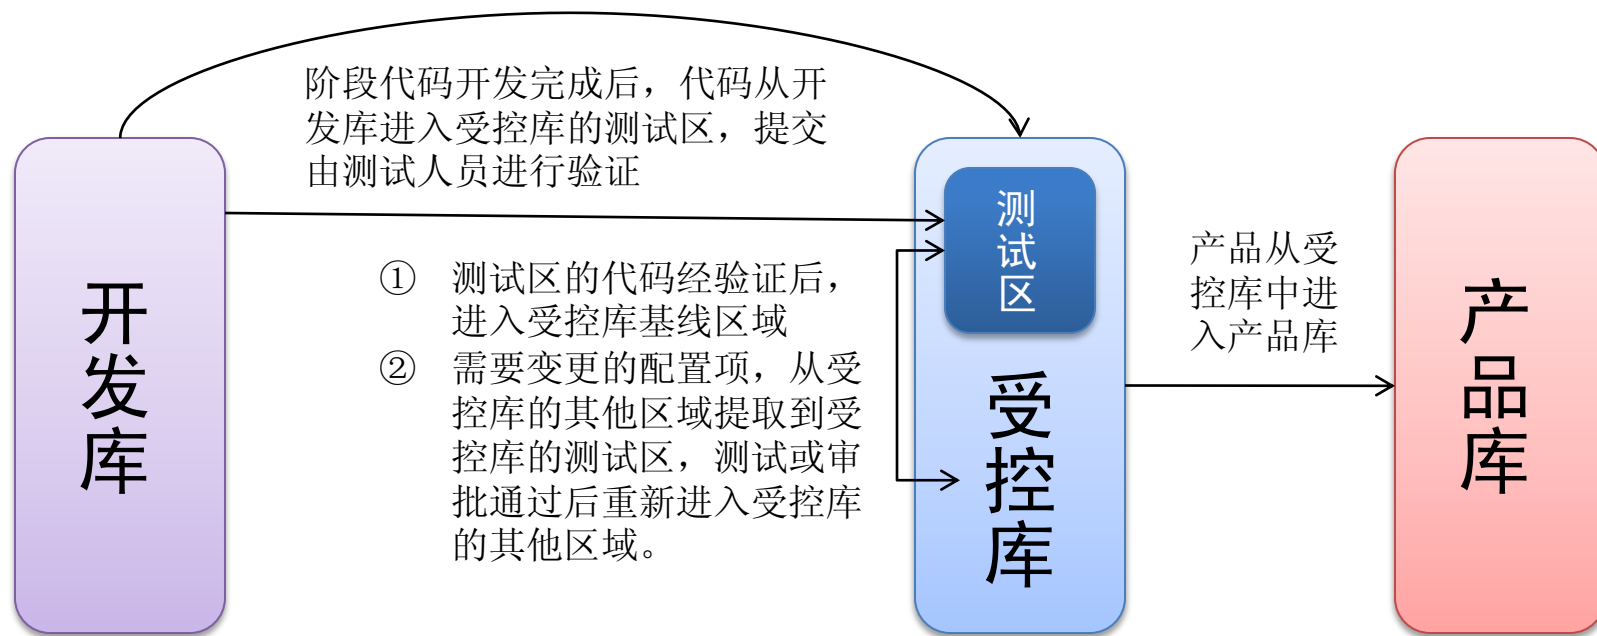 阶段代码开发完成后，代码从开
发库进入受控库的测试区，提交
由测试人员进行验证
开发库
① 测试区的代码经验证后，
进入受控库基线区域
② 需要变更的配置项，从受
控库的其他区域提取到受
控库的测试区，测试或审
批通过后重新进入受控库
的其他区域。
测试区
受控库
产品从受
控库中进
入产品库
产品库